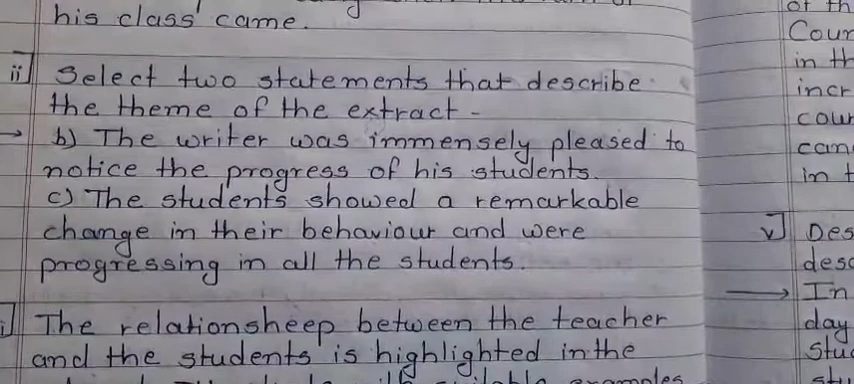 his class came.
ii] Select two statements that describe
the theme of the extract -
→ b) The writer was immensely pleased to
notice the progress of his students.
c) The students showed a remarkable
change in their behaviour and were
progressing in all the students.
i] The relationsheep between the teacher
and the students is highlighted in the
examples
of th
Cour
in th
incr
cour
can
in t
v] Des
desc
→ In
day
Stud